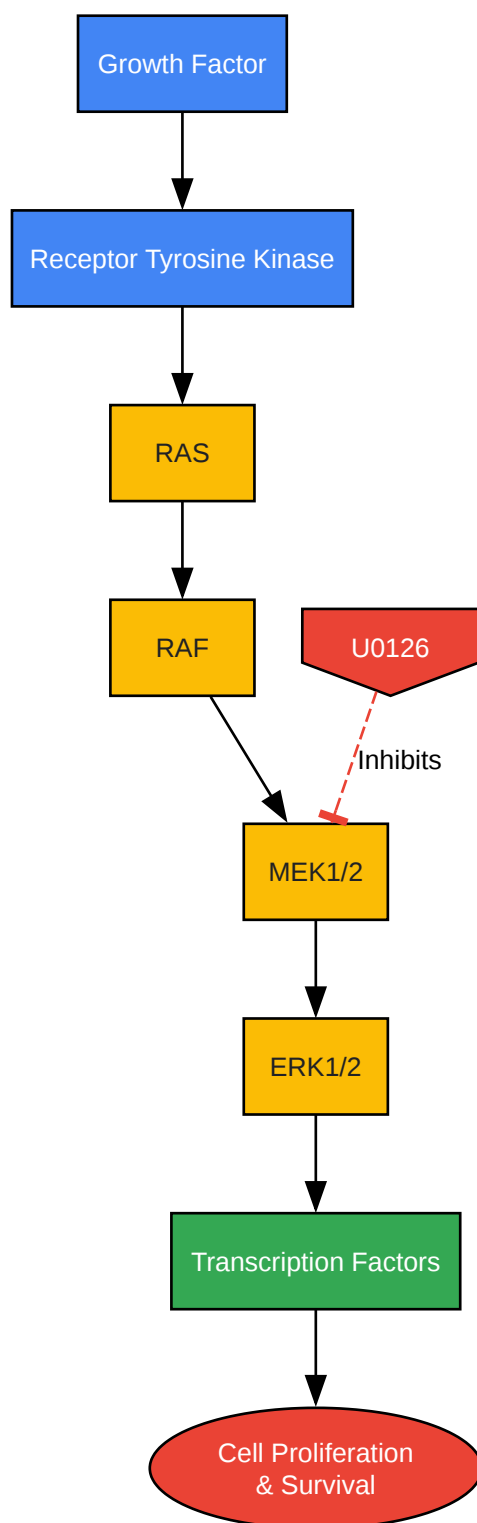 Growth Factor
Receptor Tyrosine Kinase
RAS
RAF
U0126
Inhibits
MEK1/2
ERK1/2
Transcription Factors
Cell Proliferation
& Survival